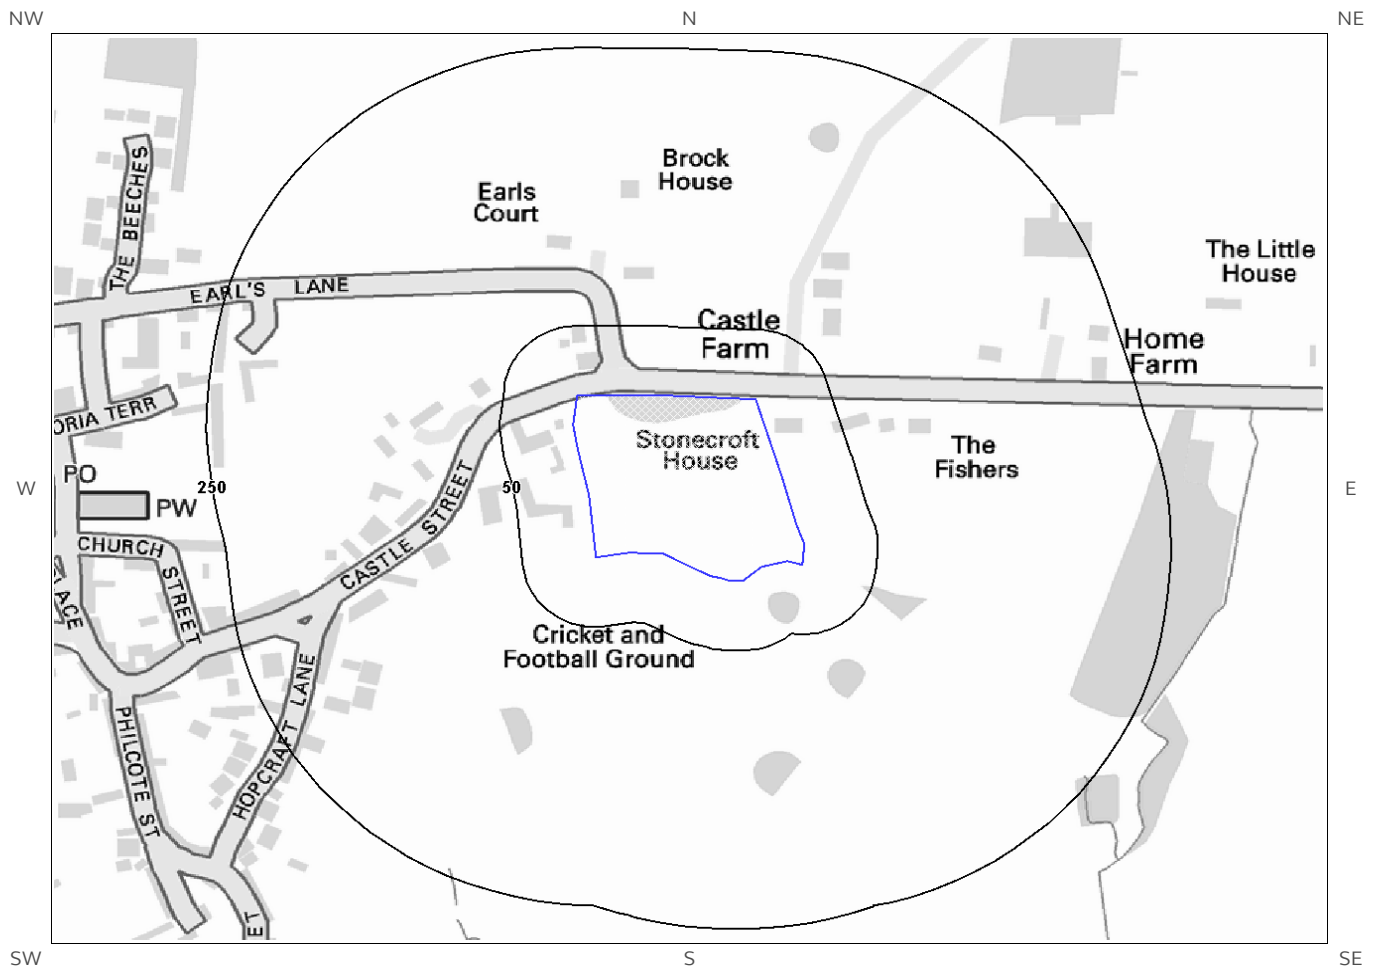 NW
N
NE
Brock
House
Earls
Court
THE BEECHES
The Little
House
EARL'S LANE
Castle
Farm
Home
Farm
ORIA TERR
Stonecroft
House
The
Fishers
PO
250
50
W
E
PW
CASTLE STREET
CHURCH
STREET
LACE
Cricket and
Football Ground
HOPCRAFT LANE
PHILCOTE ST
ET
SW
S
SE